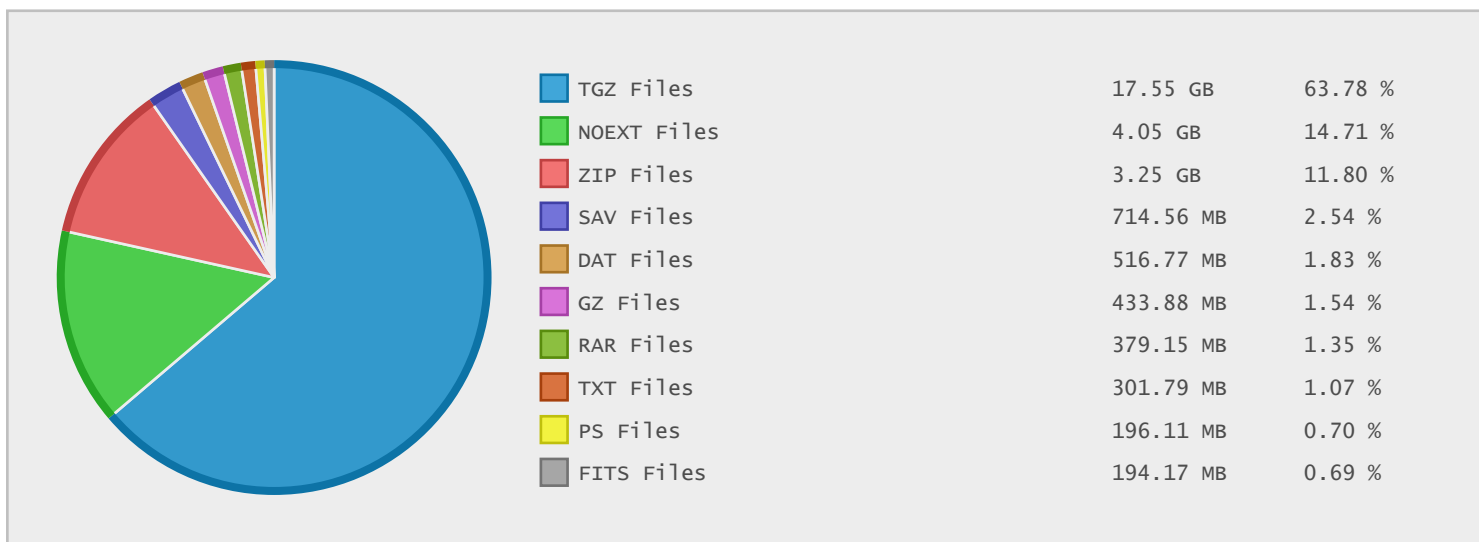 TGZ Files 17.55 GB 63.78 %
NOEXT Files 4.05 GB 14.71 %
ZIP Files 3.25 GB 11.80 %
SAV Files 714.56 MB 2.54 %
DAT Files 516.77 MB 1.83 %
GZ Files 433.88 MB 1.54 %
RAR Files 379.15 MB 1.35 %
TXT Files 301.79 MB 1.07 %
PS Files 196.11 MB 0.70 %
FITS Files 194.17 MB 0.69 %